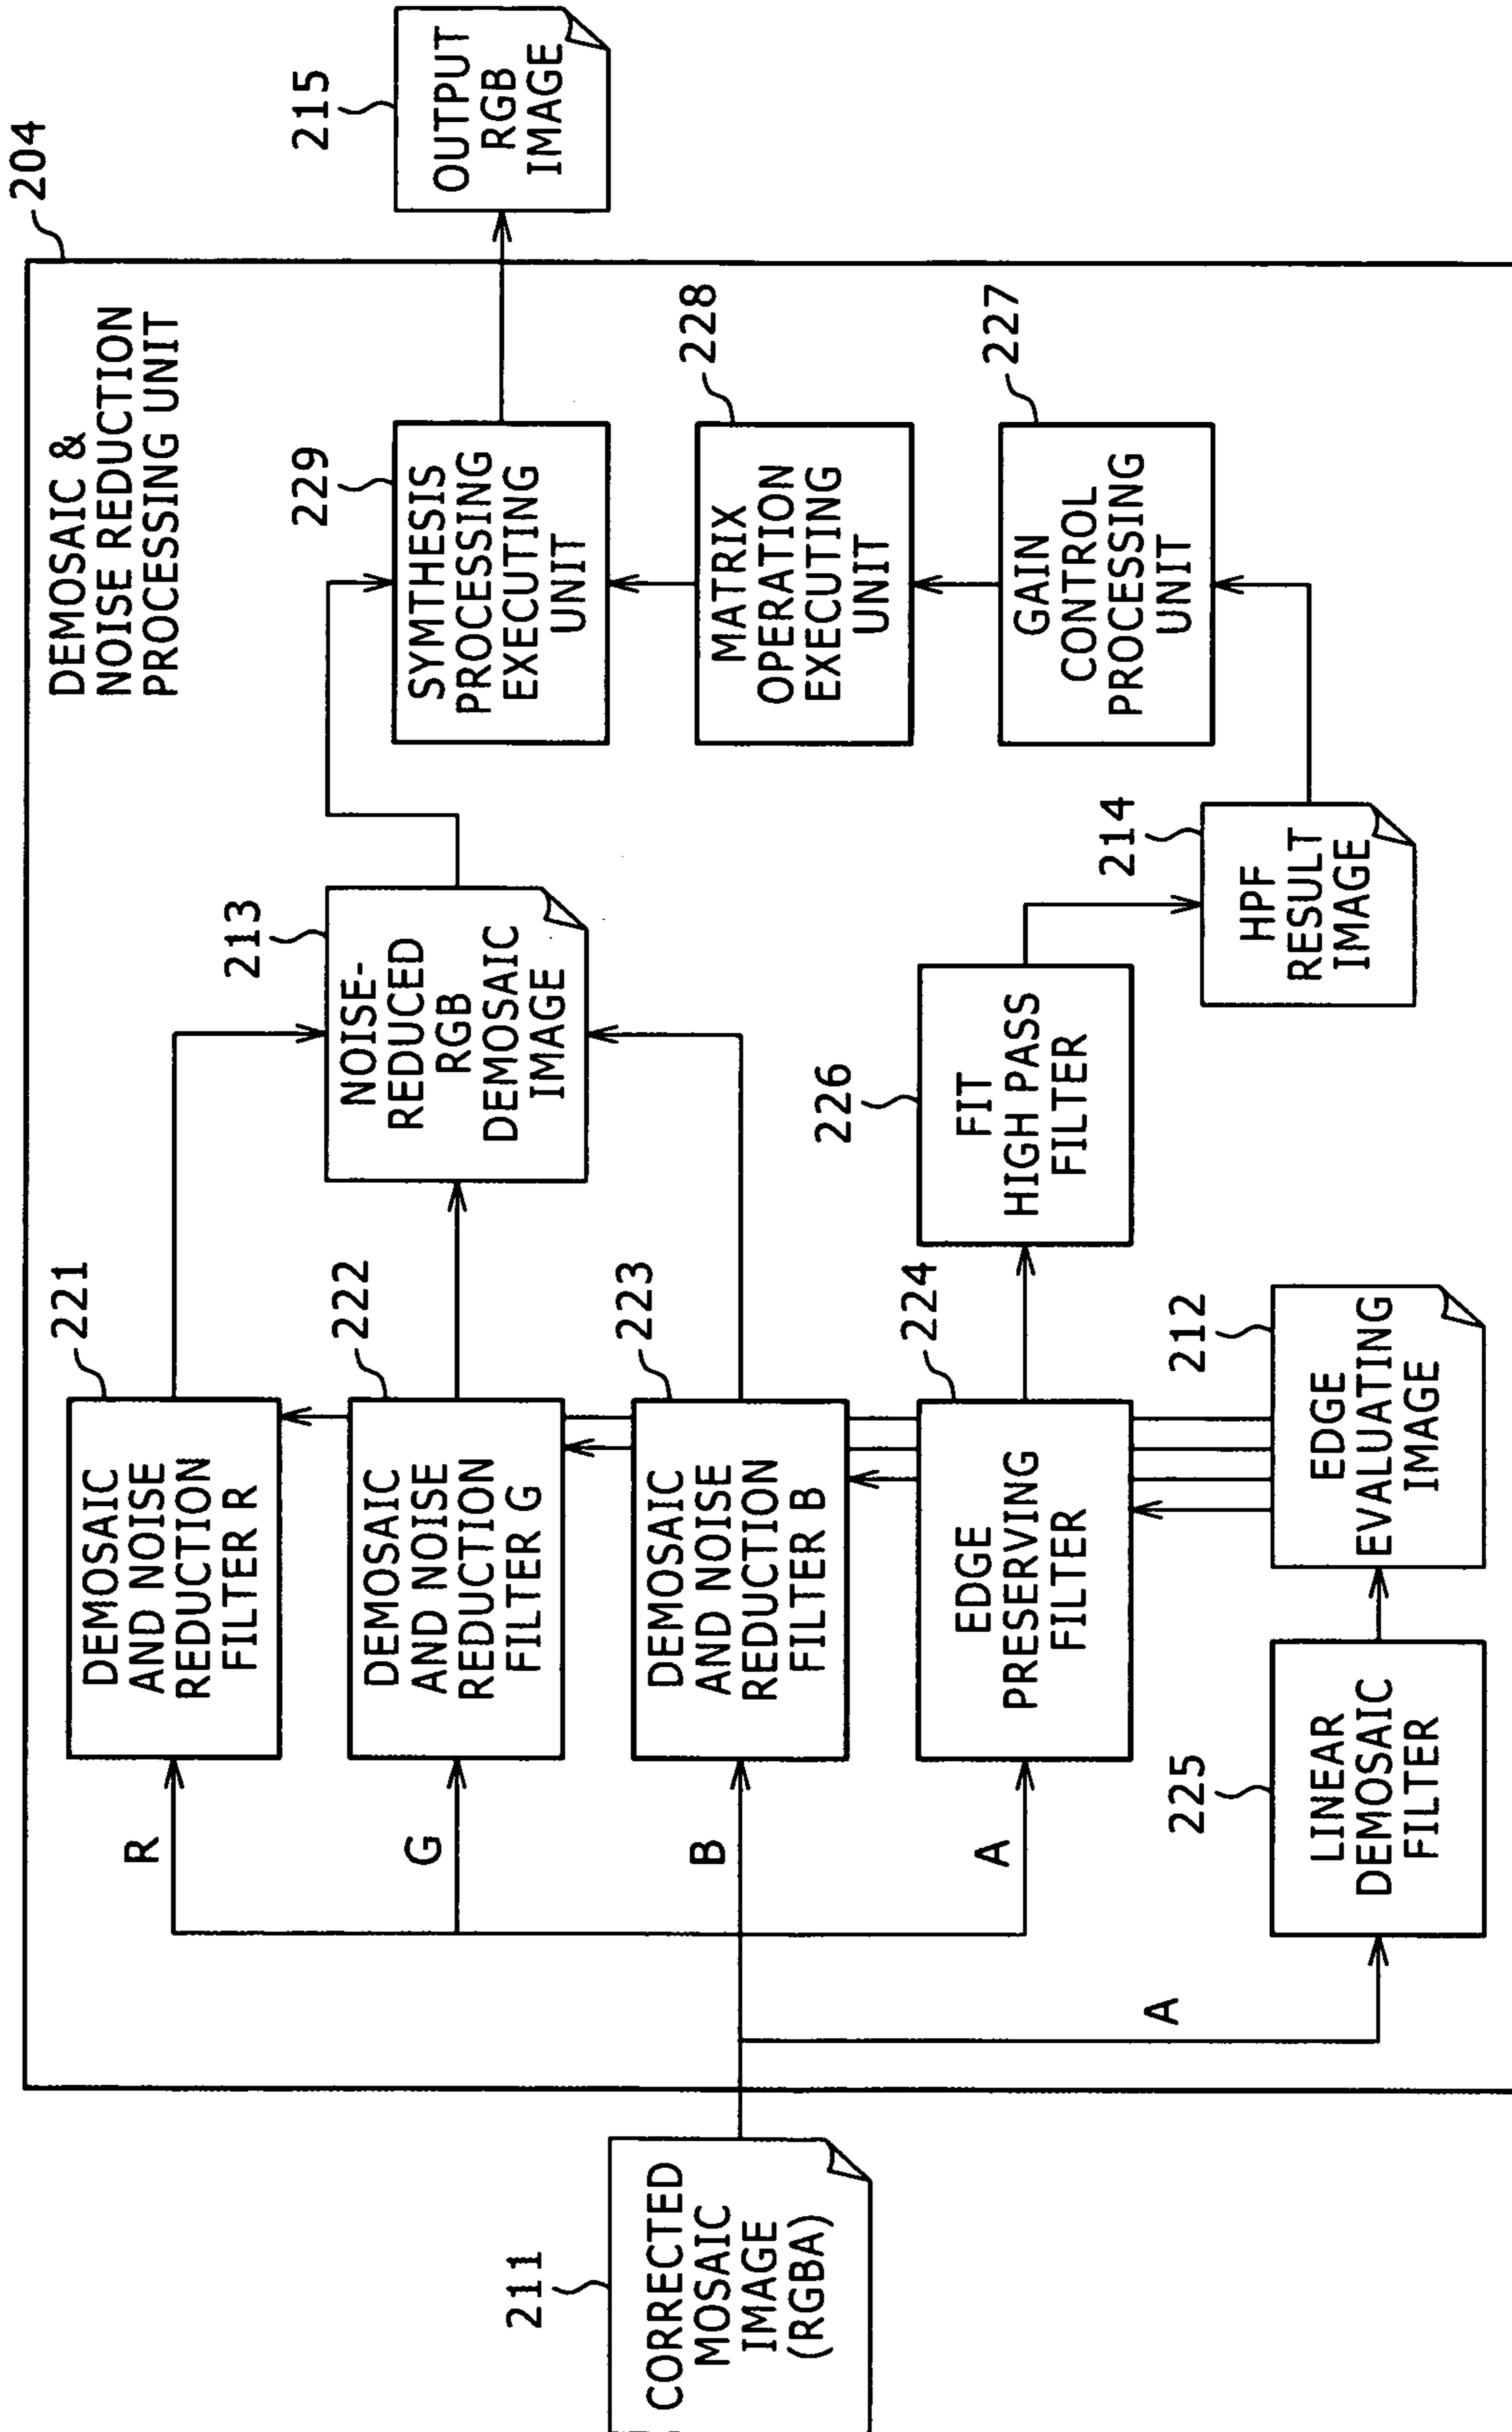 204
DEMOSAIC &
NOISE REDUCTION
PROCESSING UNIT
211
CORRECTED
MOSAIC
IMAGE
(RGBA)
R
G
B
A
A
221
DEMOSAIC
AND NOISE
REDUCTION
FILTER R
222
DEMOSAIC
AND NOISE
REDUCTION
FILTER G
223
DEMOSAIC
AND NOISE
REDUCTION
FILTER B
224
EDGE
PRESERVING
FILTER
225
LINEAR
DEMOSAIC
FILTER
212
EDGE
EVALUATING
IMAGE
213
NOISE-
REDUCED
RGB
DEMOSAIC
IMAGE
226
FIT
HIGH PASS
FILTER
214
HPF
RESULT
IMAGE
229
SYMTHESIS
PROCESSING
EXECUTING
UNIT
228
MATRIX
OPERATION
EXECUTING
UNIT
227
GAIN
CONTROL
PROCESSING
UNIT
215
OUTPUT
RGB
IMAGE